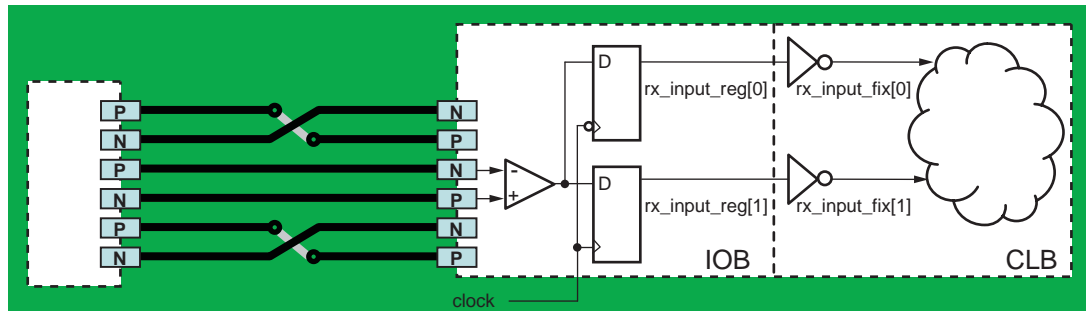 P
N
P
N
P
N
N
P
N
P
N
P
-
+
D
D
rx_input_reg[0]
rx_input_fix[0]
rx_input_reg[1]
rx_input_fix[1]
IOB
CLB
clock